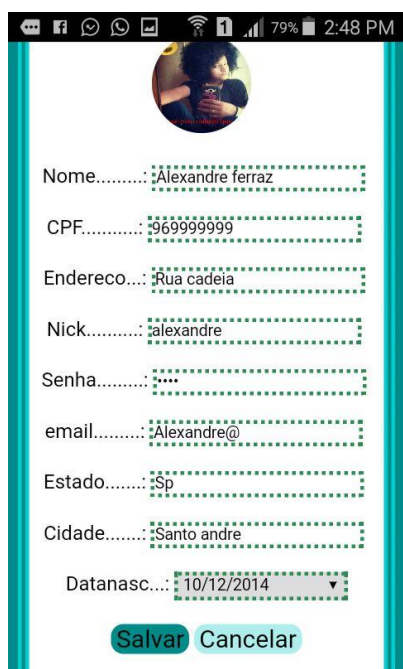 1 79% 2:48 PM
Nome.........: Alexandre ferraz
CPF...........: 969999999
Endereco...: Rua cadeia
Nick..........: alexandre
Senha.........: ••••
email.........: Alexandre@
Estado.......: Sp
Cidade.......: Santo andre
Datanasc...: 10/12/2014
Salvar Cancelar